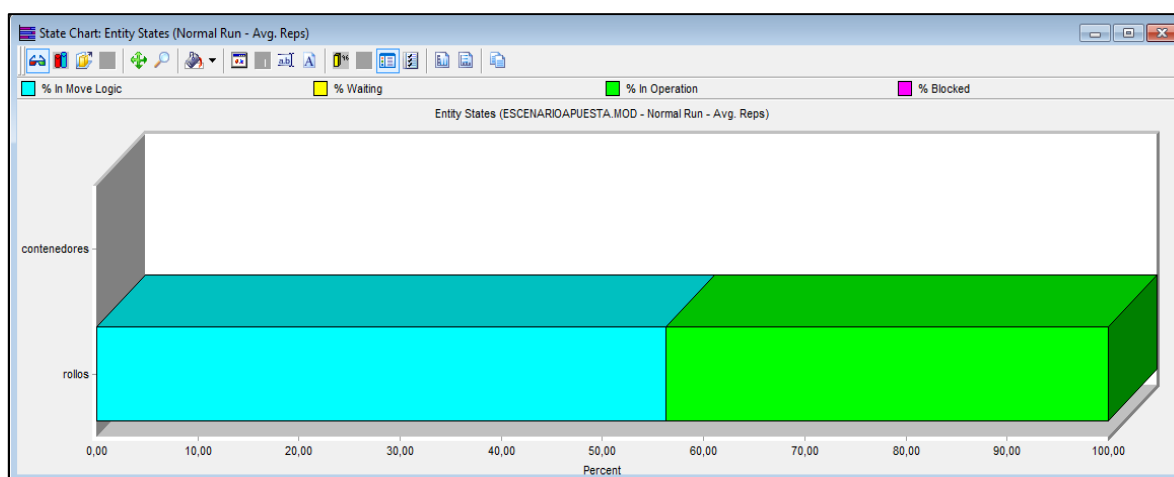 State Chart: Entity States (Normal Run - Avg. Reps)
% In Move Logic % Waiting % In Operation % Blocked
Entity States (ESCENARIOAPUESTA.MOD - Normal Run - Avg. Reps)
contenedores
rollos
0,00 10,00 20,00 30,00 40,00 50,00 60,00 70,00 80,00 90,00 100,00
Percent